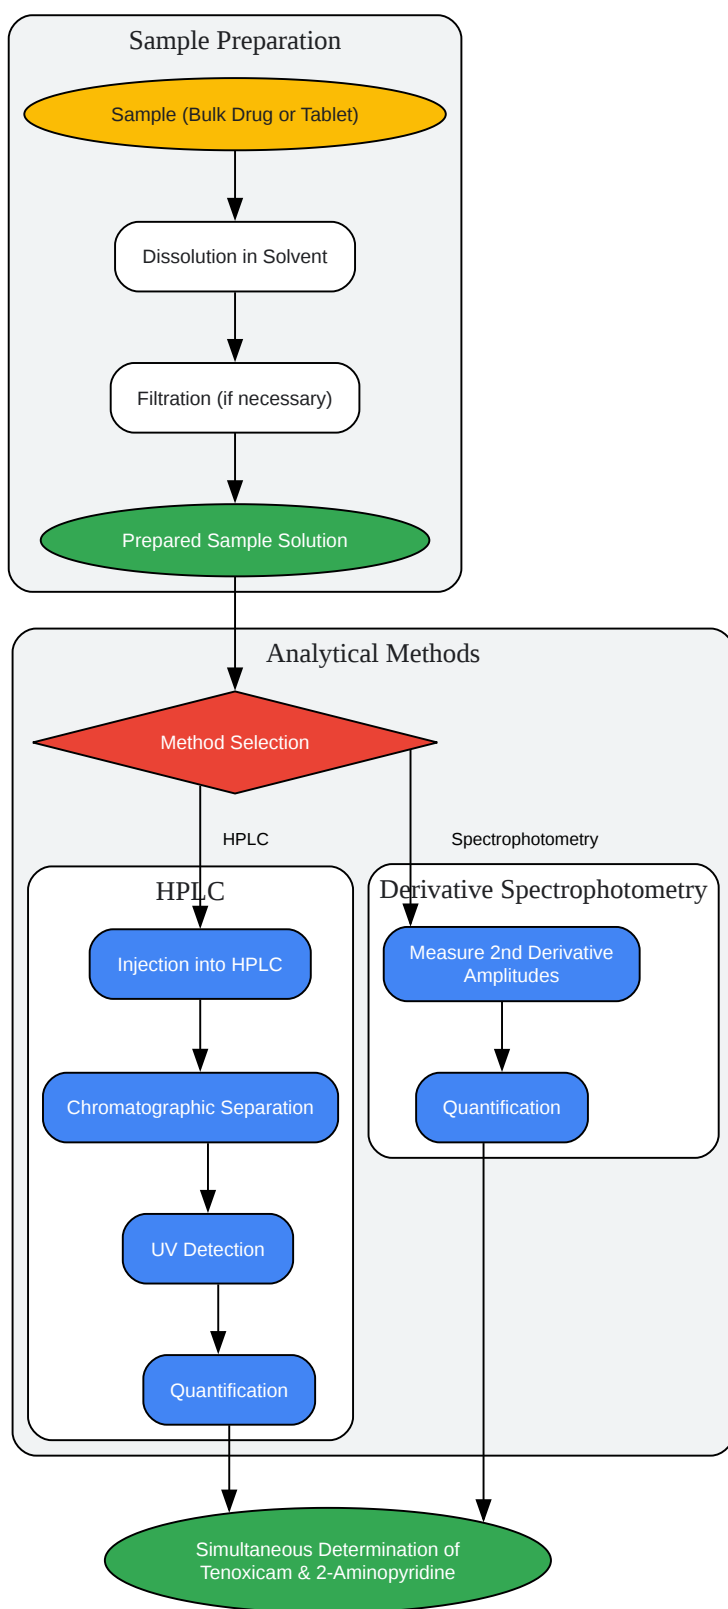 Sample Preparation
Sample (Bulk Drug or Tablet)
Dissolution in Solvent
Filtration (if necessary)
Prepared Sample Solution
Analytical Methods
Method Selection
HPLC
Spectrophotometry
HPLC
Derivative Spectrophotometry
Injection into HPLC
Measure 2nd Derivative
Amplitudes
Chromatographic Separation
Quantification
UV Detection
Quantification
Simultaneous Determination of
Tenoxicam & 2-Aminopyridine